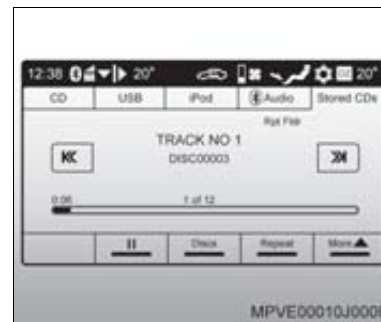 12:38 20° 20°
CD USB iPod Audio Stored CDs
TRACK NO 1
DISC00003
0:06 1 of 12
Discs Repeat More
MPVE00010J000